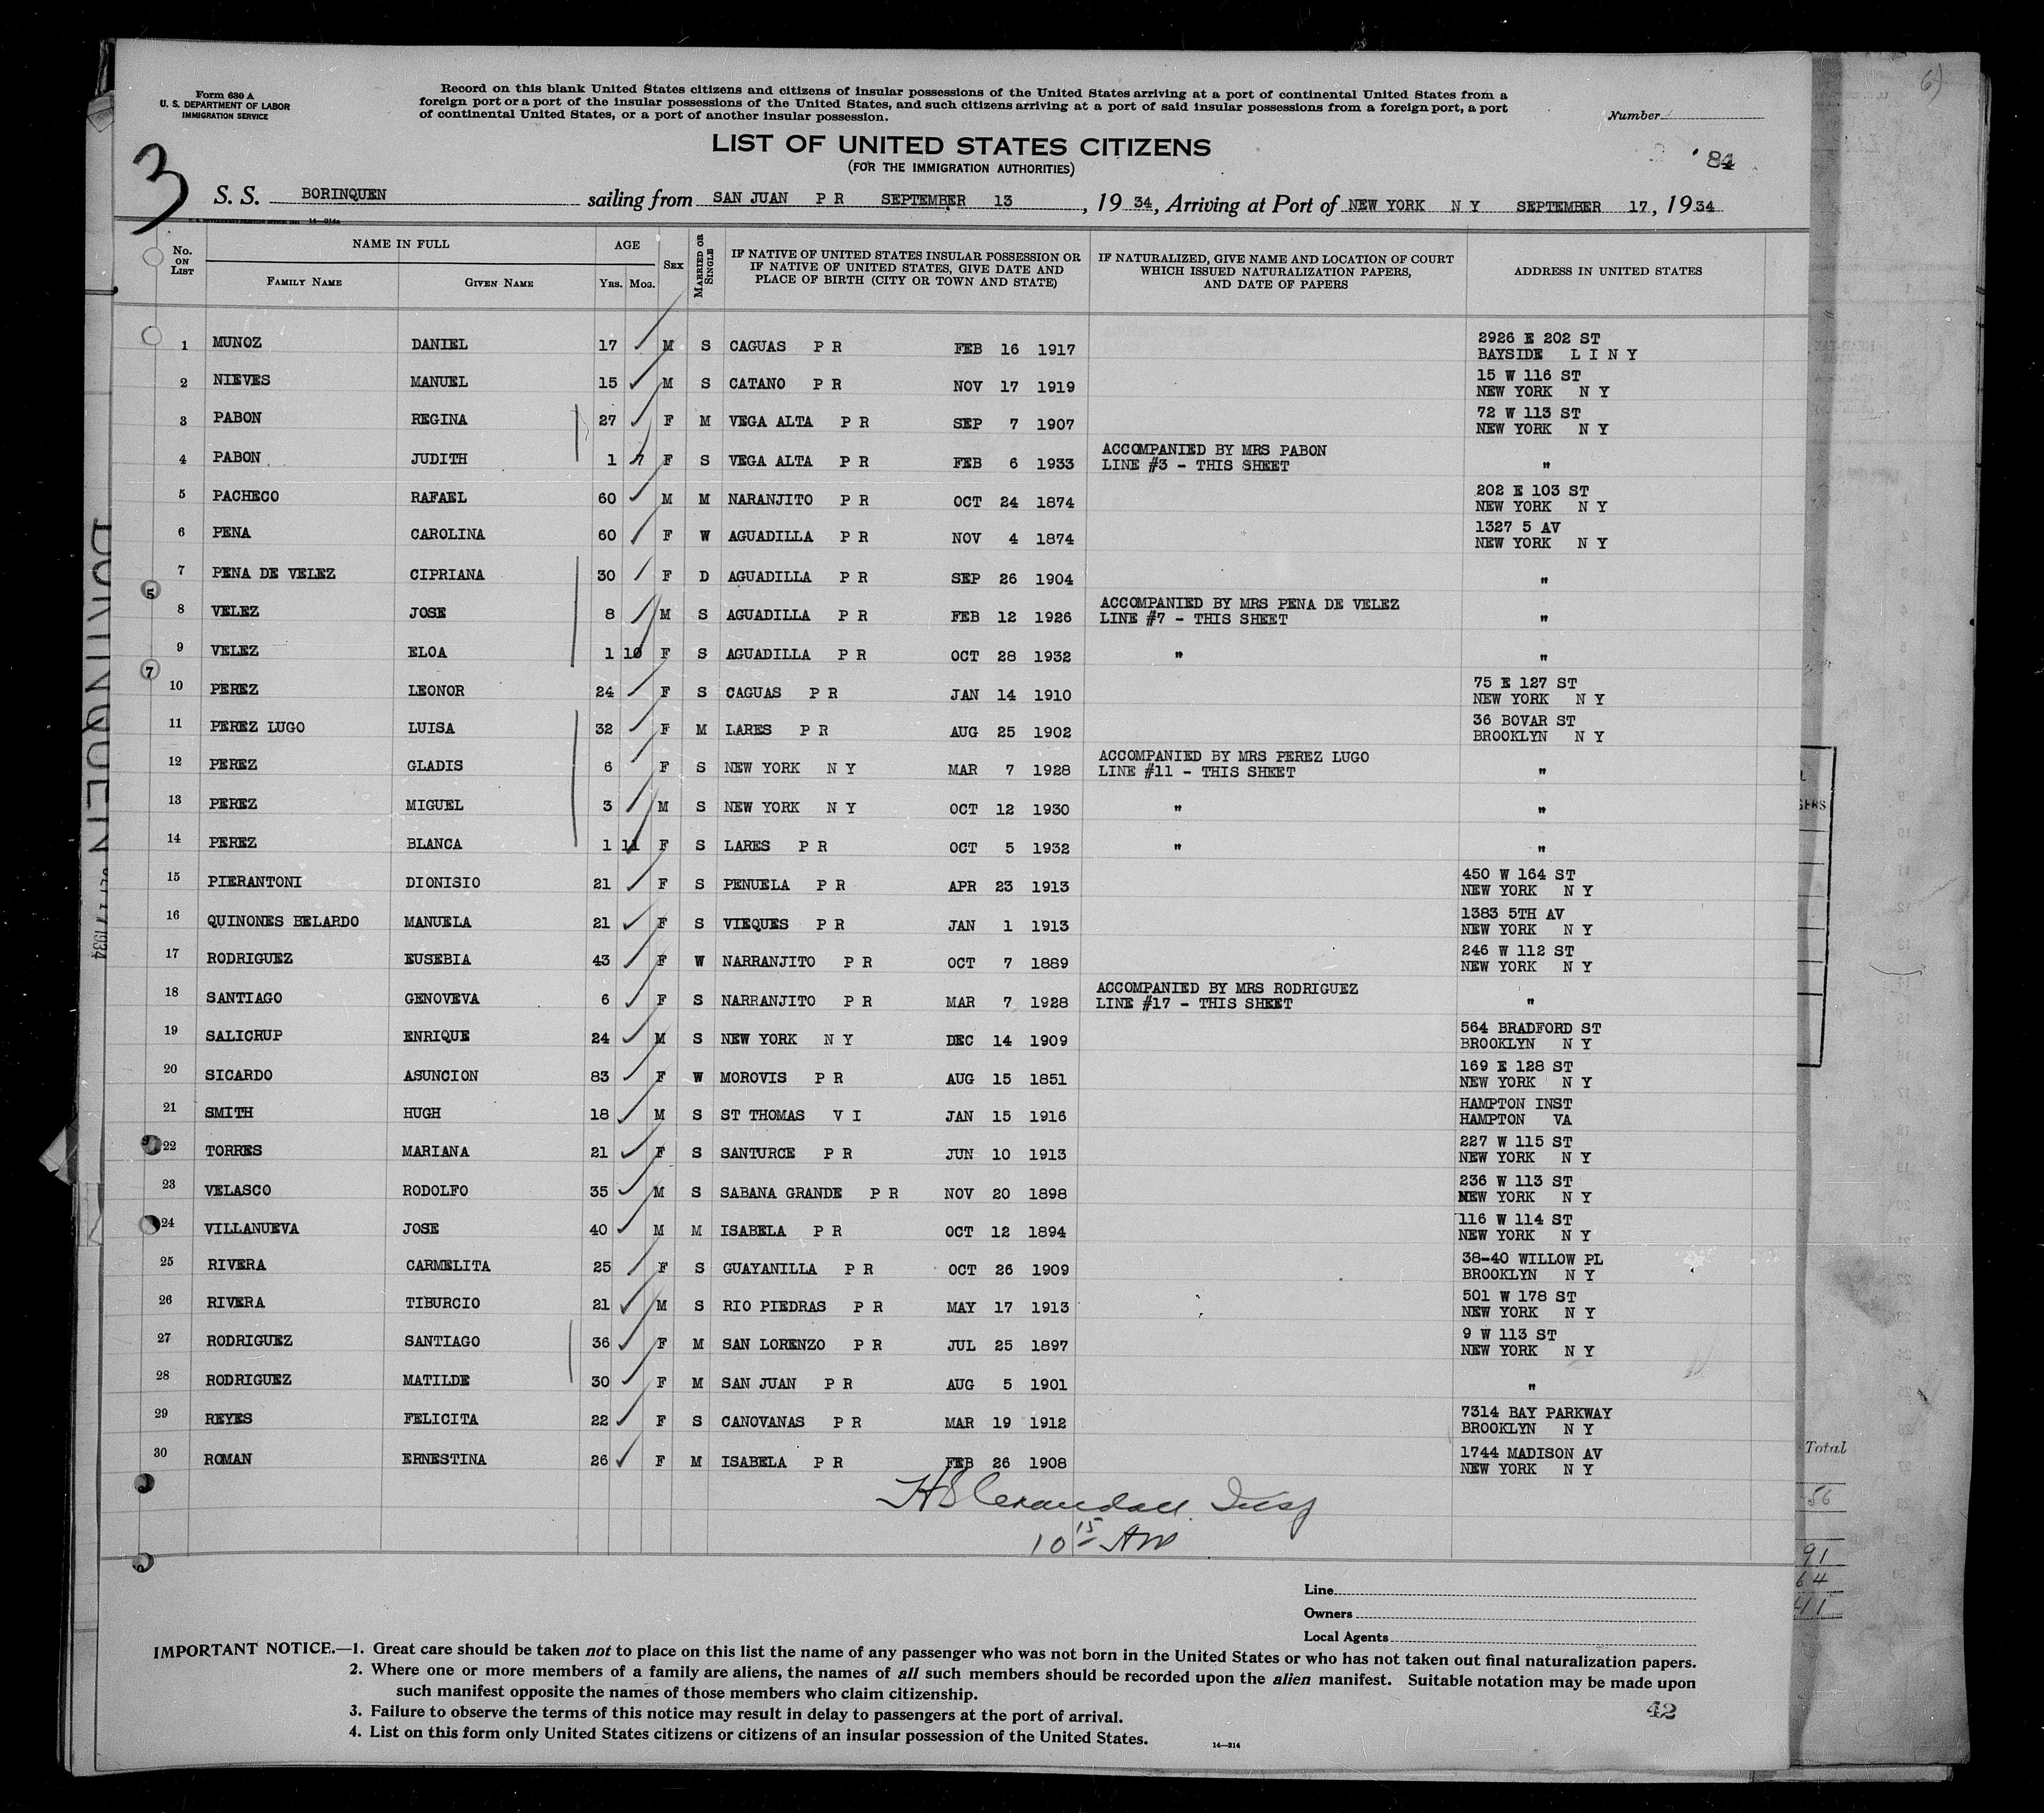 Form 630 A
U. S. DEPARTMENT OF LABOR
IMMIGRATION SERVICE
Record on this blank United States citizens and citizens of insular possessions of the United States arriving at a port of continental United States from a
foreign port or a port of the insular possessions of the United States, and such citizens arriving at a port of said insular possessions from a foreign port, a port
of continental United States, or a port of another insular possession.
Number
LIST OF UNITED STATES CITIZENS
(FOR THE IMMIGRATION AUTHORITIES)
84
3
S. S. BORINQUEN sailing from SAN JUAN P R SEPTEMBER 13, 1934, Arriving at Port of NEW YORK N Y SEPTEMBER 17, 1934
No. ON LIST NAME IN FULL FAMILY NAME GIVEN NAME AGE YRS. MOS. SEX MARRIED OR SINGLE IF NATIVE OF UNITED STATES INSULAR POSSESSION OR IF NATIVE OF UNITED STATES, GIVE DATE AND PLACE OF BIRTH (CITY OR TOWN AND STATE) IF NATURALIZED, GIVE NAME AND LOCATION OF COURT WHICH ISSUED NATURALIZATION PAPERS, AND DATE OF PAPERS ADDRESS IN UNITED STATES
1 MUNOZ DANIEL 17 M S CAGUAS P R FEB 16 1917 2926 E 202 ST BAYSIDE L I N Y
2 NIEVES MANUEL 15 M S CATANO P R NOV 17 1919 15 W 116 ST NEW YORK N Y
3 PABON REGINA 27 F M VEGA ALTA P R SEP 7 1907 72 W 113 ST NEW YORK N Y
4 PABON JUDITH 1 7 F S VEGA ALTA P R FEB 6 1933 ACCOMPANIED BY MRS PABON LINE #3 - THIS SHEET "
5 PACHECO RAFAEL 60 M M NARANJITO P R OCT 24 1874 202 E 103 ST NEW YORK N Y
6 PENA CAROLINA 60 F W AGUADILLA P R NOV 4 1874 1327 5 AV NEW YORK N Y
7 PENA DE VELEZ CIPRIANA 30 F D AGUADILLA P R SEP 26 1904 "
8 VELEZ JOSE 8 M S AGUADILLA P R FEB 12 1926 ACCOMPANIED BY MRS PENA DE VELEZ LINE #7 - THIS SHEET "
9 VELEZ ELOA 1 10 F S AGUADILLA P R OCT 28 1932 " "
10 PEREZ LEONOR 24 F S CAGUAS P R JAN 14 1910 75 E 127 ST NEW YORK N Y
11 PEREZ LUGO LUISA 32 F M LARES P R AUG 25 1902 36 BOVAR ST BROOKLYN N Y
12 PEREZ GLADIS 6 F S NEW YORK N Y MAR 7 1928 ACCOMPANIED BY MRS PEREZ LUGO LINE #11 - THIS SHEET "
13 PEREZ MIGUEL 3 M S NEW YORK N Y OCT 12 1930 " "
14 PEREZ BLANCA 1 11 F S LARES P R OCT 5 1932 " "
15 PIERANTONI DIONISIO 21 F S PENUELA P R APR 23 1913 450 W 164 ST NEW YORK N Y
16 QUINONES BELARDO MANUELA 21 F S VIEQUES P R JAN 1 1913 1383 5TH AV NEW YORK N Y
17 RODRIGUEZ EUSEBIA 43 F W NARRANJITO P R OCT 7 1889 246 W 112 ST NEW YORK N Y
18 SANTIAGO GENOVEVA 6 F S NARRANJITO P R MAR 7 1928 ACCOMPANIED BY MRS RODRIGUEZ LINE #17 - THIS SHEET "
19 SALICRUP ENRIQUE 24 M S NEW YORK N Y DEC 14 1909 564 BRADFORD ST BROOKLYN N Y
20 SICARDO ASUNCION 83 F W MOROVIS P R AUG 15 1851 169 E 128 ST NEW YORK N Y
21 SMITH HUGH 18 M S ST THOMAS V I JAN 15 1916 HAMPTON INST HAMPTON VA
22 TORRES MARIANA 21 F S SANTURCE P R JUN 10 1913 227 W 115 ST NEW YORK N Y
23 VELASCO RODOLFO 35 M S SABANA GRANDE P R NOV 20 1898 236 W 113 ST NEW YORK N Y
24 VILLANUEVA JOSE 40 M M ISABELA P R OCT 12 1894 116 W 114 ST NEW YORK N Y
25 RIVERA CARMELITA 25 F S GUAYANILLA P R OCT 26 1909 38-40 WILLOW PL BROOKLYN N Y
26 RIVERA TIBURCIO 21 M S RIO PIEDRAS P R MAY 17 1913 501 W 178 ST NEW YORK N Y
27 RODRIGUEZ SANTIAGO 36 F M SAN LORENZO P R JUL 25 1897 9 W 113 ST NEW YORK N Y
28 RODRIGUEZ MATILDE 30 F M SAN JUAN P R AUG 5 1901 "
29 REYES FELICITA 22 F S CANOVANAS P R MAR 19 1912 7314 BAY PARKWAY BROOKLYN N Y
30 ROMAN ERNESTINA 26 F M ISABELA P R FEB 26 1908 1744 MADISON AV NEW YORK N Y
10 15 AM
Total
56
91
64
41
BORINQUEN
1934
5
7
Line
Owners
Local Agents
IMPORTANT NOTICE.—1. Great care should be taken not to place on this list the name of any passenger who was not born in the United States or who has not taken out final naturalization papers.
2. Where one or more members of a family are aliens, the names of all such members should be recorded upon the alien manifest. Suitable notation may be made upon
such manifest opposite the names of those members who claim citizenship.
3. Failure to observe the terms of this notice may result in delay to passengers at the port of arrival.
4. List on this form only United States citizens or citizens of an insular possession of the United States.
14—214
42